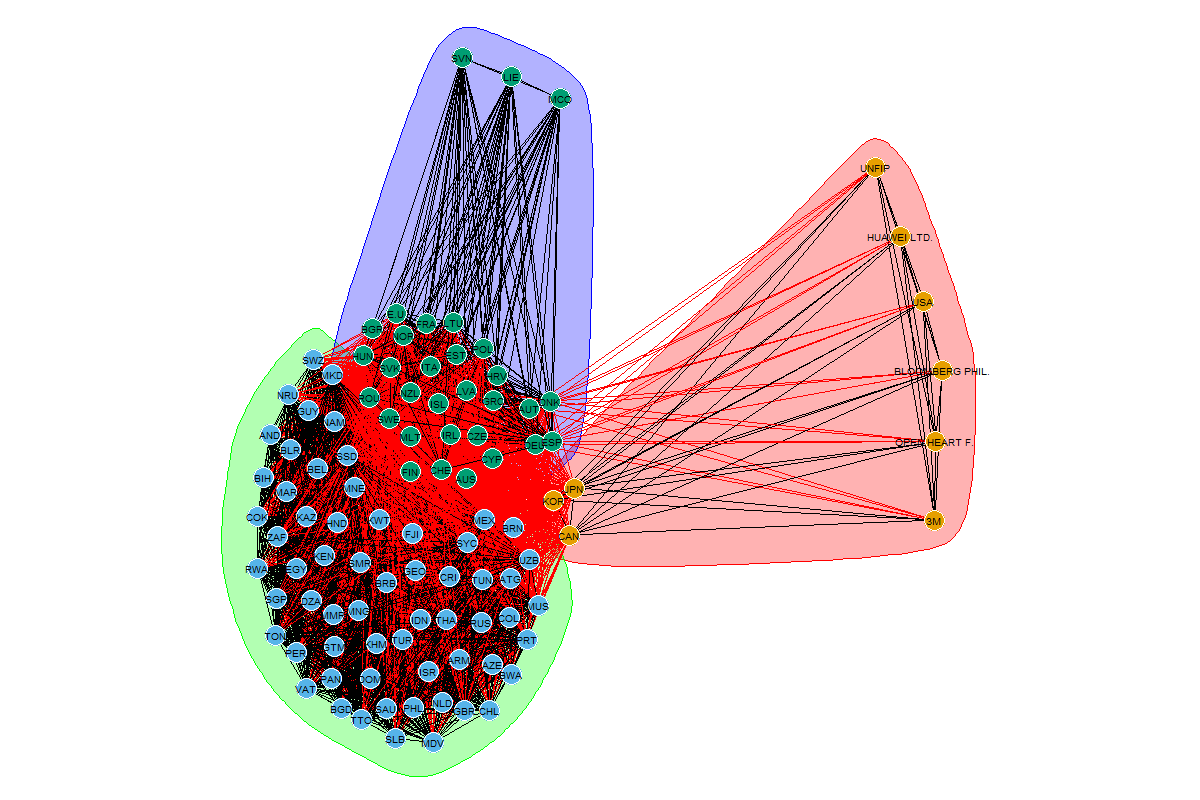 SVN
LIE
MCO
UNFIP
HUAWEI LTD.
USA
BLOOMBERG PHIL.
OPEN HEART F.
3M
E.U
BGR
NOR
FRA
LTU
HUN
SVK
ITA
EST
POL
HRV
ROU
NZL
ISL
LVA
GRC
AUT
DNK
SWE
MLT
IRL
CZE
DEU
ESP
FIN
CHE
AUS
CYP
JPN
KOR
CAN
SWZ
MKD
NRU
GUY
NAM
AND
BLR
BEL
SSD
BIH
MAR
MNE
COK
KAZ
HND
KWT
FJI
MEX
BRN
SYC
ZAF
KEN
SMR
GEO
CRI
TUN
ATG
UZB
RWA
EGY
BRB
SGP
DZA
MMR
MNG
IDN
THA
RUS
COL
MUS
TON
PER
GTM
KHM
TUR
PRT
ARM
AZE
BWA
VAT
PAN
DOM
ISR
BGD
TTO
SAU
PHL
NLD
GBR
CHL
SLB
MDV